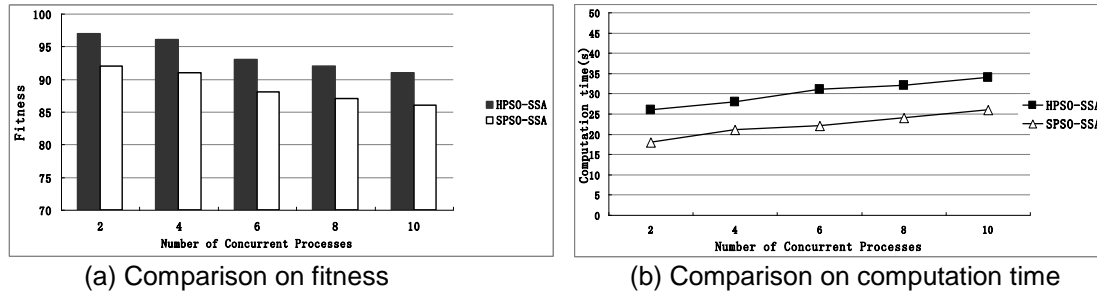 100
95
90
85
80
75
70
Fitness
2 4 6 8 10
Number of Concurrent Processes
HPSO-SSA
SPSO-SSA
(a) Comparison on fitness
50
45
40
35
30
25
20
15
10
5
0
Computation time(s)
2 4 6 8 10
Number of Concurrent Processes
HPSO-SSA
SPSO-SSA
(b) Comparison on computation time